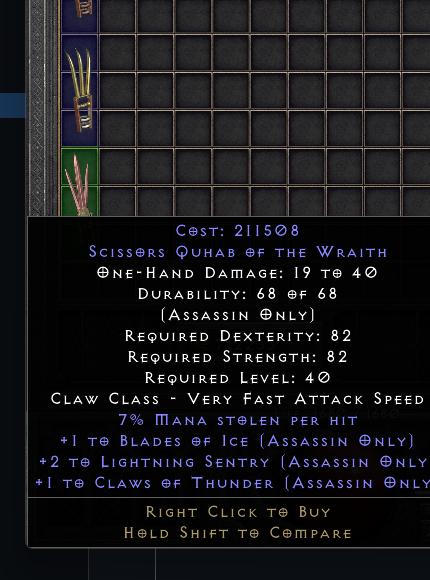 Cost: 211508
Scissors Quhab of the Wraith
One-Hand Damage: 19 to 40
Durability: 68 of 68
(Assassin Only)
Required Dexterity: 82
Required Strength: 82
Required Level: 40
Claw Class - Very Fast Attack Speed
7% Mana stolen per hit
+1 to Blades of Ice (Assassin Only)
+2 to Lightning Sentry (Assassin Only
+1 to Claws of Thunder (Assassin Only
Right Click to Buy
Hold Shift to Compare